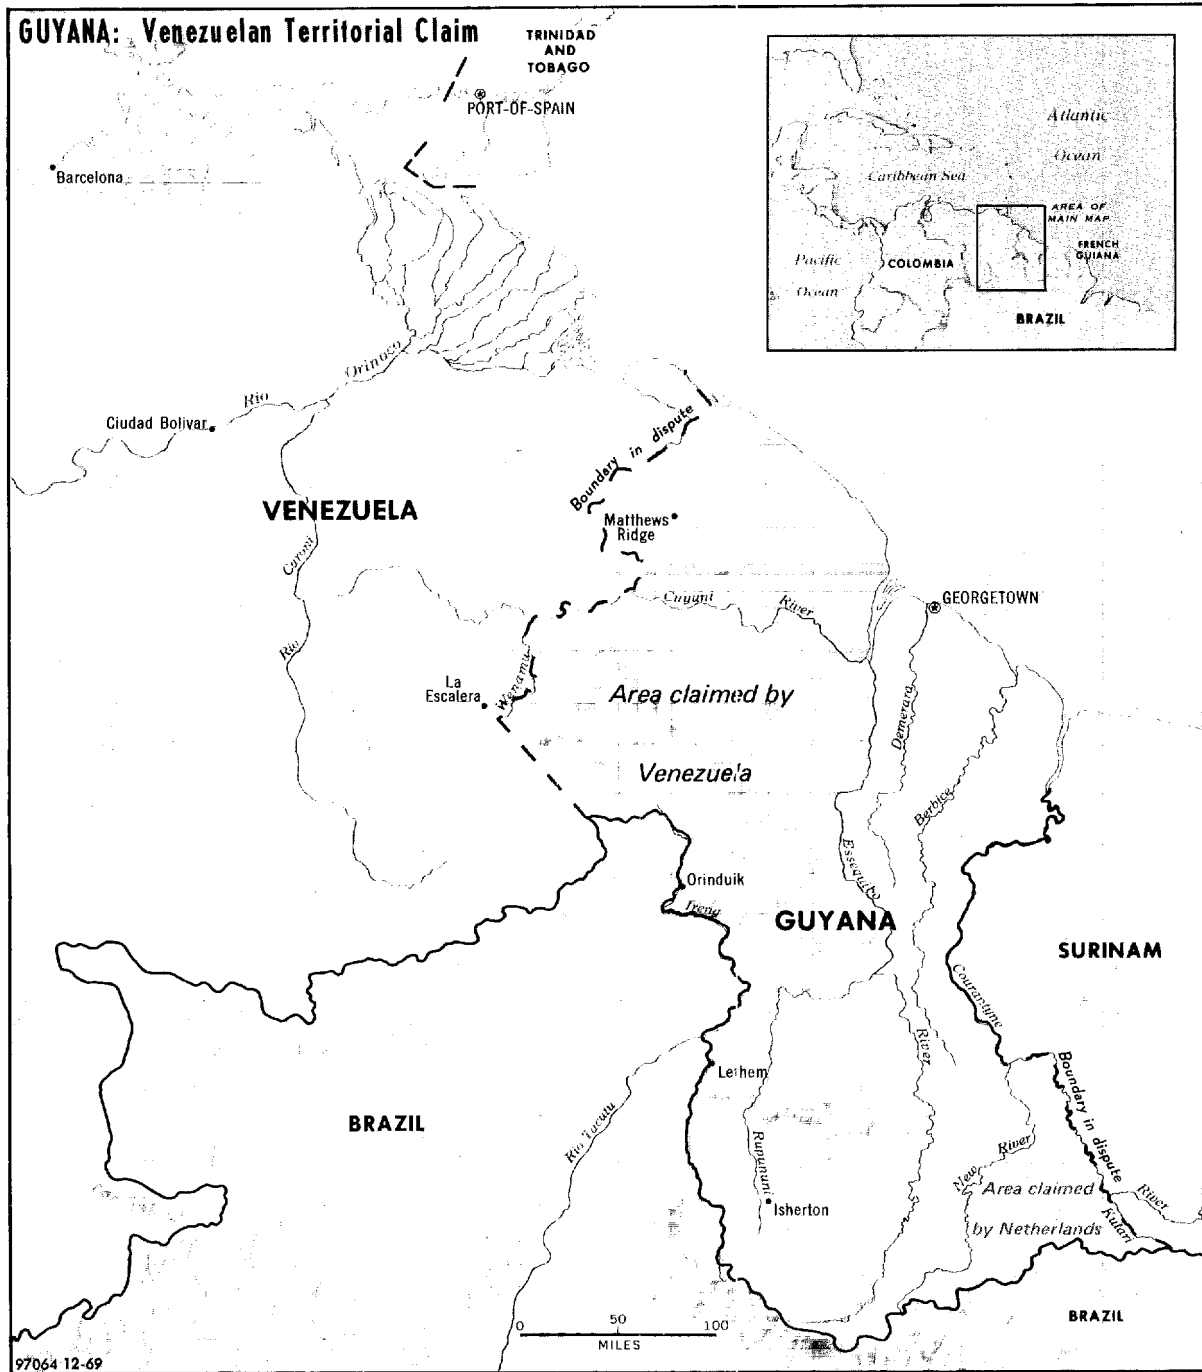 GUYANA: Venezuelan Territorial Claim
TRINIDAD
AND
TOBAGO
PORT-OF-SPAIN
Barcelona
Atlantic
Ocean
Caribbean Sea
AREA OF
MAIN MAP
FRENCH
GUIANA
Pacific
Ocean
COLOMBIA
BRAZIL
Rio Orinoco
Ciudad Bolivar
Boundary in dispute
VENEZUELA
Matthews
Ridge
Caroni
Rio
Cuyuni River
GEORGETOWN
La
Escalera
Wenamu
Area claimed by
Venezuela
Demerara
Berbice
Essequibo
River
Orinduik
Ireng
GUYANA
SURINAM
Courantyne
Lethem
BRAZIL
Rio Tacutu
Rupununi
Isherton
New River
Boundary in dispute
Area claimed
by Netherlands
River
Kutari
BRAZIL
0 50 100
MILES
97064 12-69